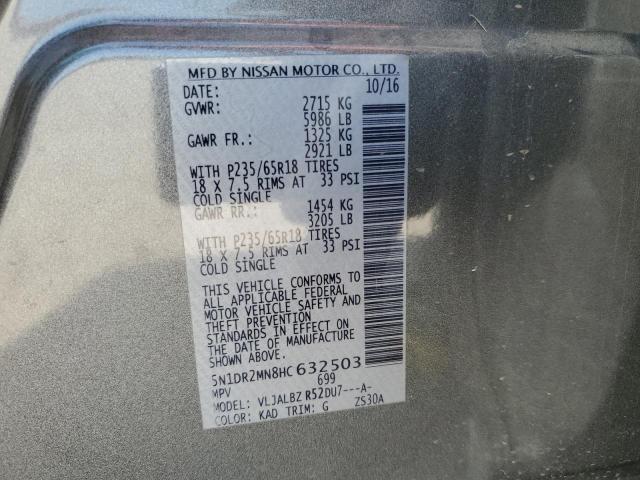 MFD BY NISSAN MOTOR CO., LTD.
DATE: 10/16
GVWR: 2715 KG
5986 LB
GAWR FR.: 1325 KG
2921 LB
WITH P235/65R18 TIRES
18 X 7.5 RIMS AT 33 PSI
COLD SINGLE
GAWR RR.: 1454 KG
3205 LB
WITH P235/65R18 TIRES
18 X 7.5 RIMS AT 33 PSI
COLD SINGLE
THIS VEHICLE CONFORMS TO
ALL APPLICABLE FEDERAL
MOTOR VEHICLE SAFETY AND
THEFT PREVENTION
STANDARDS IN EFFECT ON
THE DATE OF MANUFACTURE
SHOWN ABOVE.
5N1DR2MN8HC632503
MPV 699
MODEL: VLJALBZ R52DU7---A-
COLOR: KAD TRIM: G ZS30A